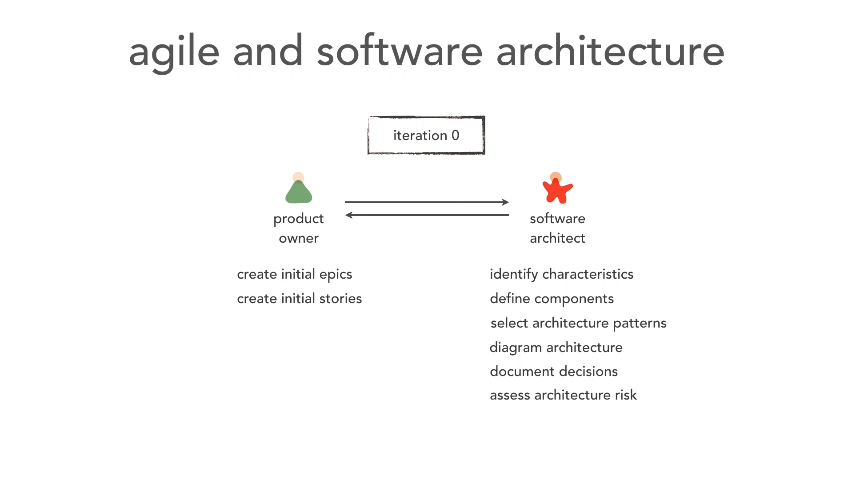 agile and software architecture
iteration 0
product
owner
software
architect
create initial epics
create initial stories
identify characteristics
define components
select architecture patterns
diagram architecture
document decisions
assess architecture risk